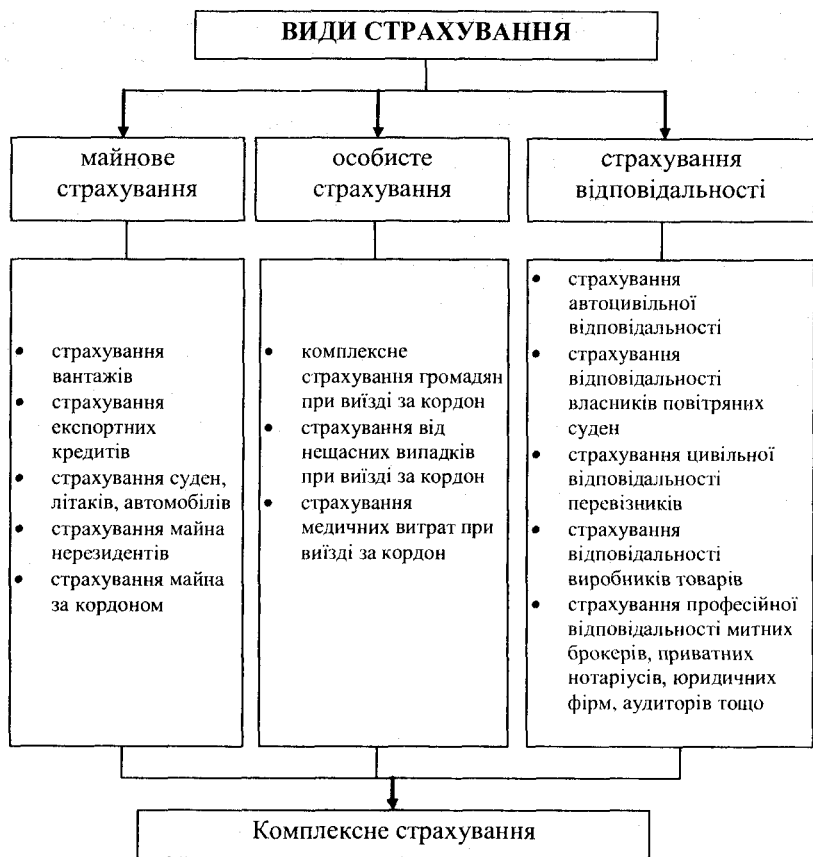 ВИДИ СТРАХУВАННЯ
майнове
страхування
особисте
страхування
страхування
відповідальності
• страхування
вантажів
• страхування
експортних
кредитів
• страхування суден,
літаків, автомобілів
• страхування майна
нерезидентів
• страхування майна
за кордоном
• комплексне
страхування громадян
при виїзді за кордон
• страхування від
нещасних випадків
при виїзді за кордон
• страхування
медичних витрат при
виїзді за кордон
• страхування
автоцивільної
відповідальності
• страхування
відповідальності
власників повітряних
суден
• страхування цивільної
відповідальності
перевізників
• страхування
відповідальності
виробників товарів
• страхування професійної
відповідальності митних
брокерів, приватних
нотаріусів, юридичних
фірм, аудиторів тощо
Комплексне страхування